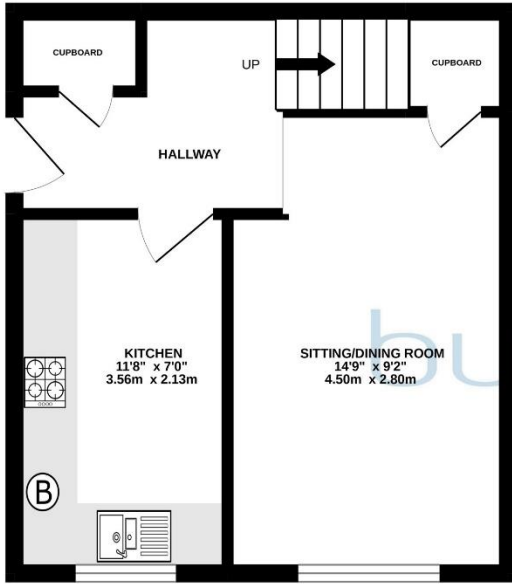 CUPBOARD
UP
CUPBOARD
HALLWAY
KITCHEN
11'8" x 7'0"
3.56m x 2.13m
SITTING/DINING ROOM
14'9" x 9'2"
4.50m x 2.80m
B
bu